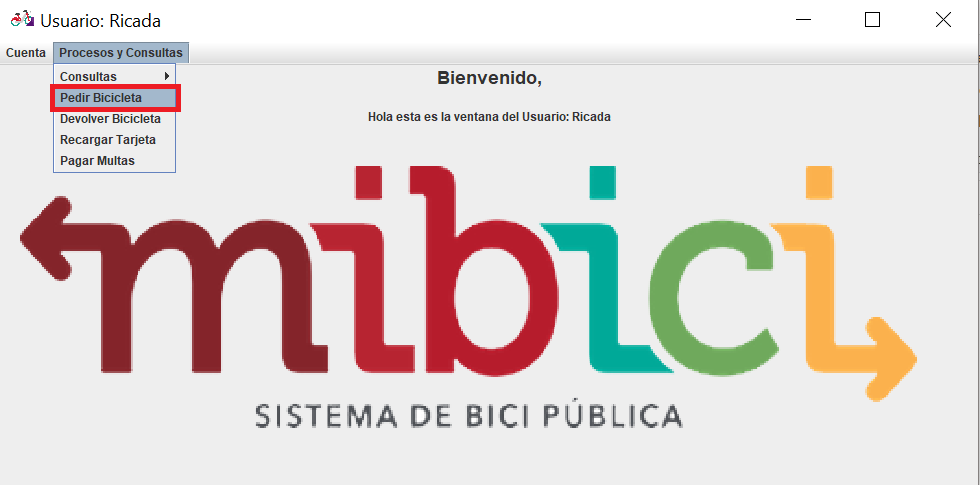 Usuario: Ricada
Cuenta Procesos y Consultas
Consultas
Pedir Bicicleta
Devolver Bicicleta
Recargar Tarjeta
Pagar Multas
Bienvenido,
Hola esta es la ventana del Usuario: Ricada
mibici
SISTEMA DE BICI PÚBLICA